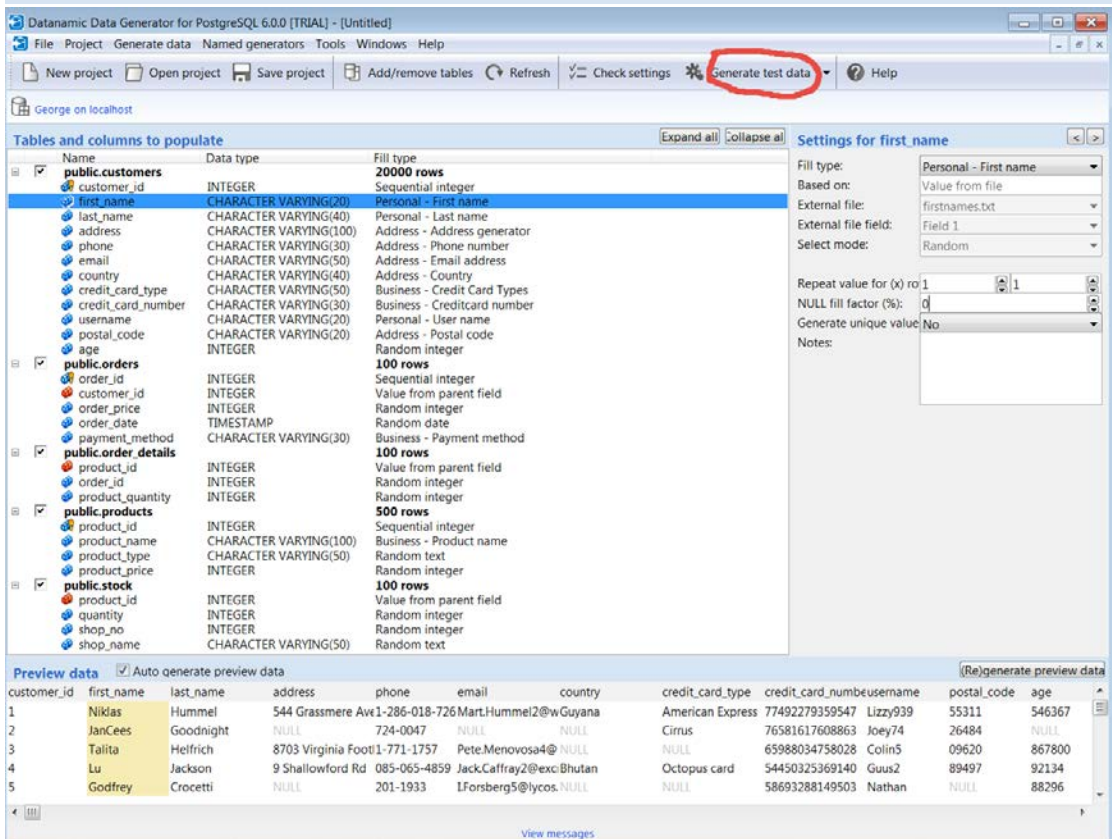 Datanamic Data Generator for PostgreSQL 6.0.0 [TRIAL] - [Untitled]
File Project Generate data Named generators Tools Windows Help
New project Open project Save project Add/remove tables Refresh Check settings Generate test data Help
George on localhost
Tables and columns to populate Expand all Collapse al
Name Data type Fill type
public.customers 20000 rows
customer_id INTEGER Sequential integer
first_name CHARACTER VARYING(20) Personal - First name
last_name CHARACTER VARYING(40) Personal - Last name
address CHARACTER VARYING(100) Address - Address generator
phone CHARACTER VARYING(30) Address - Phone number
email CHARACTER VARYING(50) Address - Email address
country CHARACTER VARYING(40) Address - Country
credit_card_type CHARACTER VARYING(50) Business - Credit Card Types
credit_card_number CHARACTER VARYING(30) Business - Creditcard number
username CHARACTER VARYING(20) Personal - User name
postal_code CHARACTER VARYING(20) Address - Postal code
age INTEGER Random integer
public.orders 100 rows
order_id INTEGER Sequential integer
customer_id INTEGER Value from parent field
order_price INTEGER Random integer
order_date TIMESTAMP Random date
payment_method CHARACTER VARYING(30) Business - Payment method
public.order_details 100 rows
product_id INTEGER Value from parent field
order_id INTEGER Random integer
product_quantity INTEGER Random integer
public.products 500 rows
product_id INTEGER Sequential integer
product_name CHARACTER VARYING(100) Business - Product name
product_type CHARACTER VARYING(50) Random text
product_price INTEGER Random integer
public.stock 100 rows
product_id INTEGER Value from parent field
quantity INTEGER Random integer
shop_no INTEGER Random integer
shop_name CHARACTER VARYING(50) Random text
Settings for first_name < >
Fill type: Personal - First name
Based on: Value from file
External file: firstnames.txt
External file field: Field 1
Select mode: Random
Repeat value for (x) ro 1 1
NULL fill factor (%): 0
Generate unique value No
Notes:
Preview data Auto generate preview data (Re)generate preview data
customer_id first_name last_name address phone email country credit_card_type credit_card_numbe username postal_code age
1 Niklas Hummel 544 Grassmere Ave 1-286-018-726 Mart.Hummel2@w Guyana American Express 77492279359547 Lizzy939 55311 546367
2 JanCees Goodnight NULL 724-0047 NULL NULL Cirrus 76581617608863 Joey74 26484 NULL
3 Talita Helfrich 8703 Virginia Footl 1-771-1757 Pete.Menovosa4@ NULL NULL 65988034758028 Colin5 09620 867800
4 Lu Jackson 9 Shallowford Rd 085-065-4859 Jack.Caffray2@exc Bhutan Octopus card 54450325369140 Guus2 89497 92134
5 Godfrey Crocetti NULL 201-1933 I.Forsberg5@lycos. NULL NULL 58693288149503 Nathan NULL 88296
View messages